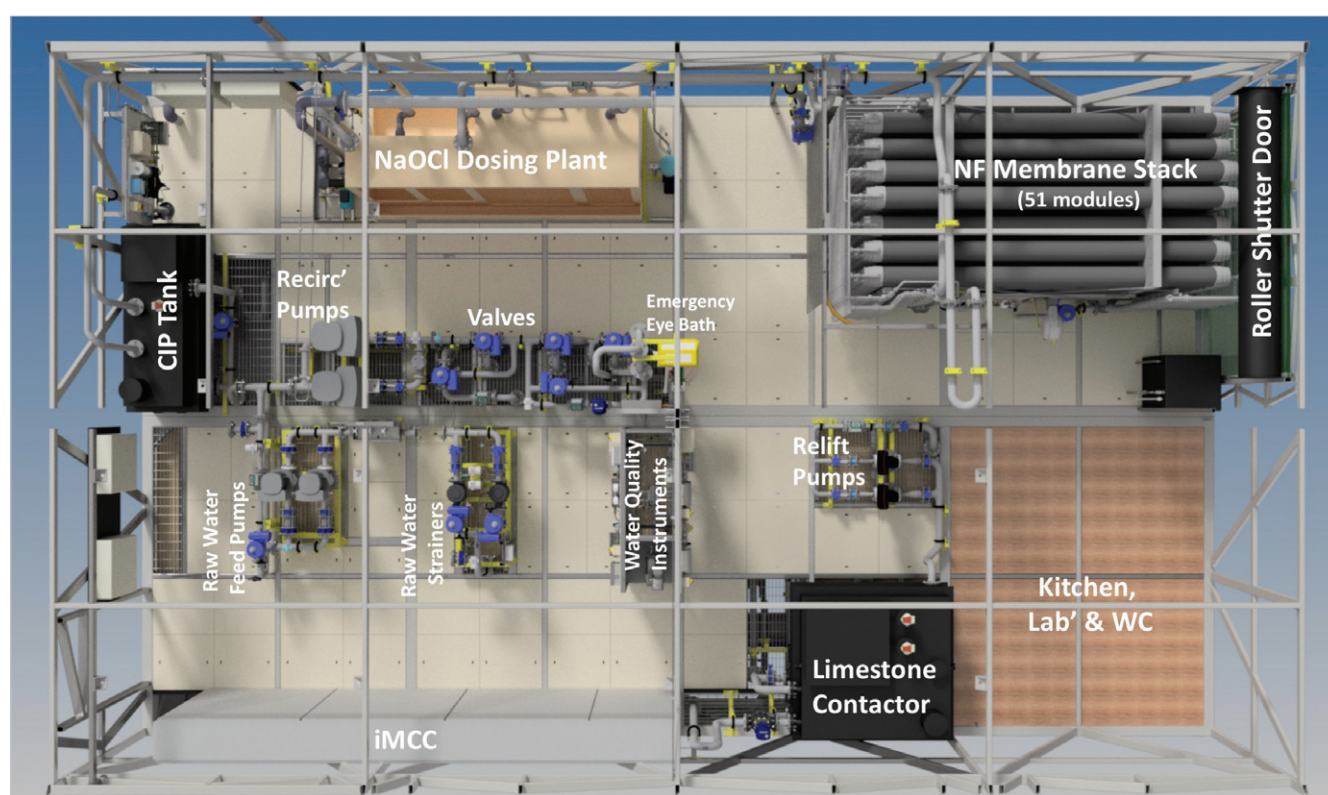 NaOCl Dosing Plant
NF Membrane Stack
(51 modules)
Roller Shutter Door
CIP Tank
Recirc’
Pumps
Valves
Emergency
Eye Bath
Raw Water
Feed Pumps
Raw Water
Strainers
Water Quality
Instruments
Relift
Pumps
Kitchen,
Lab’ & WC
Limestone
Contactor
iMCC